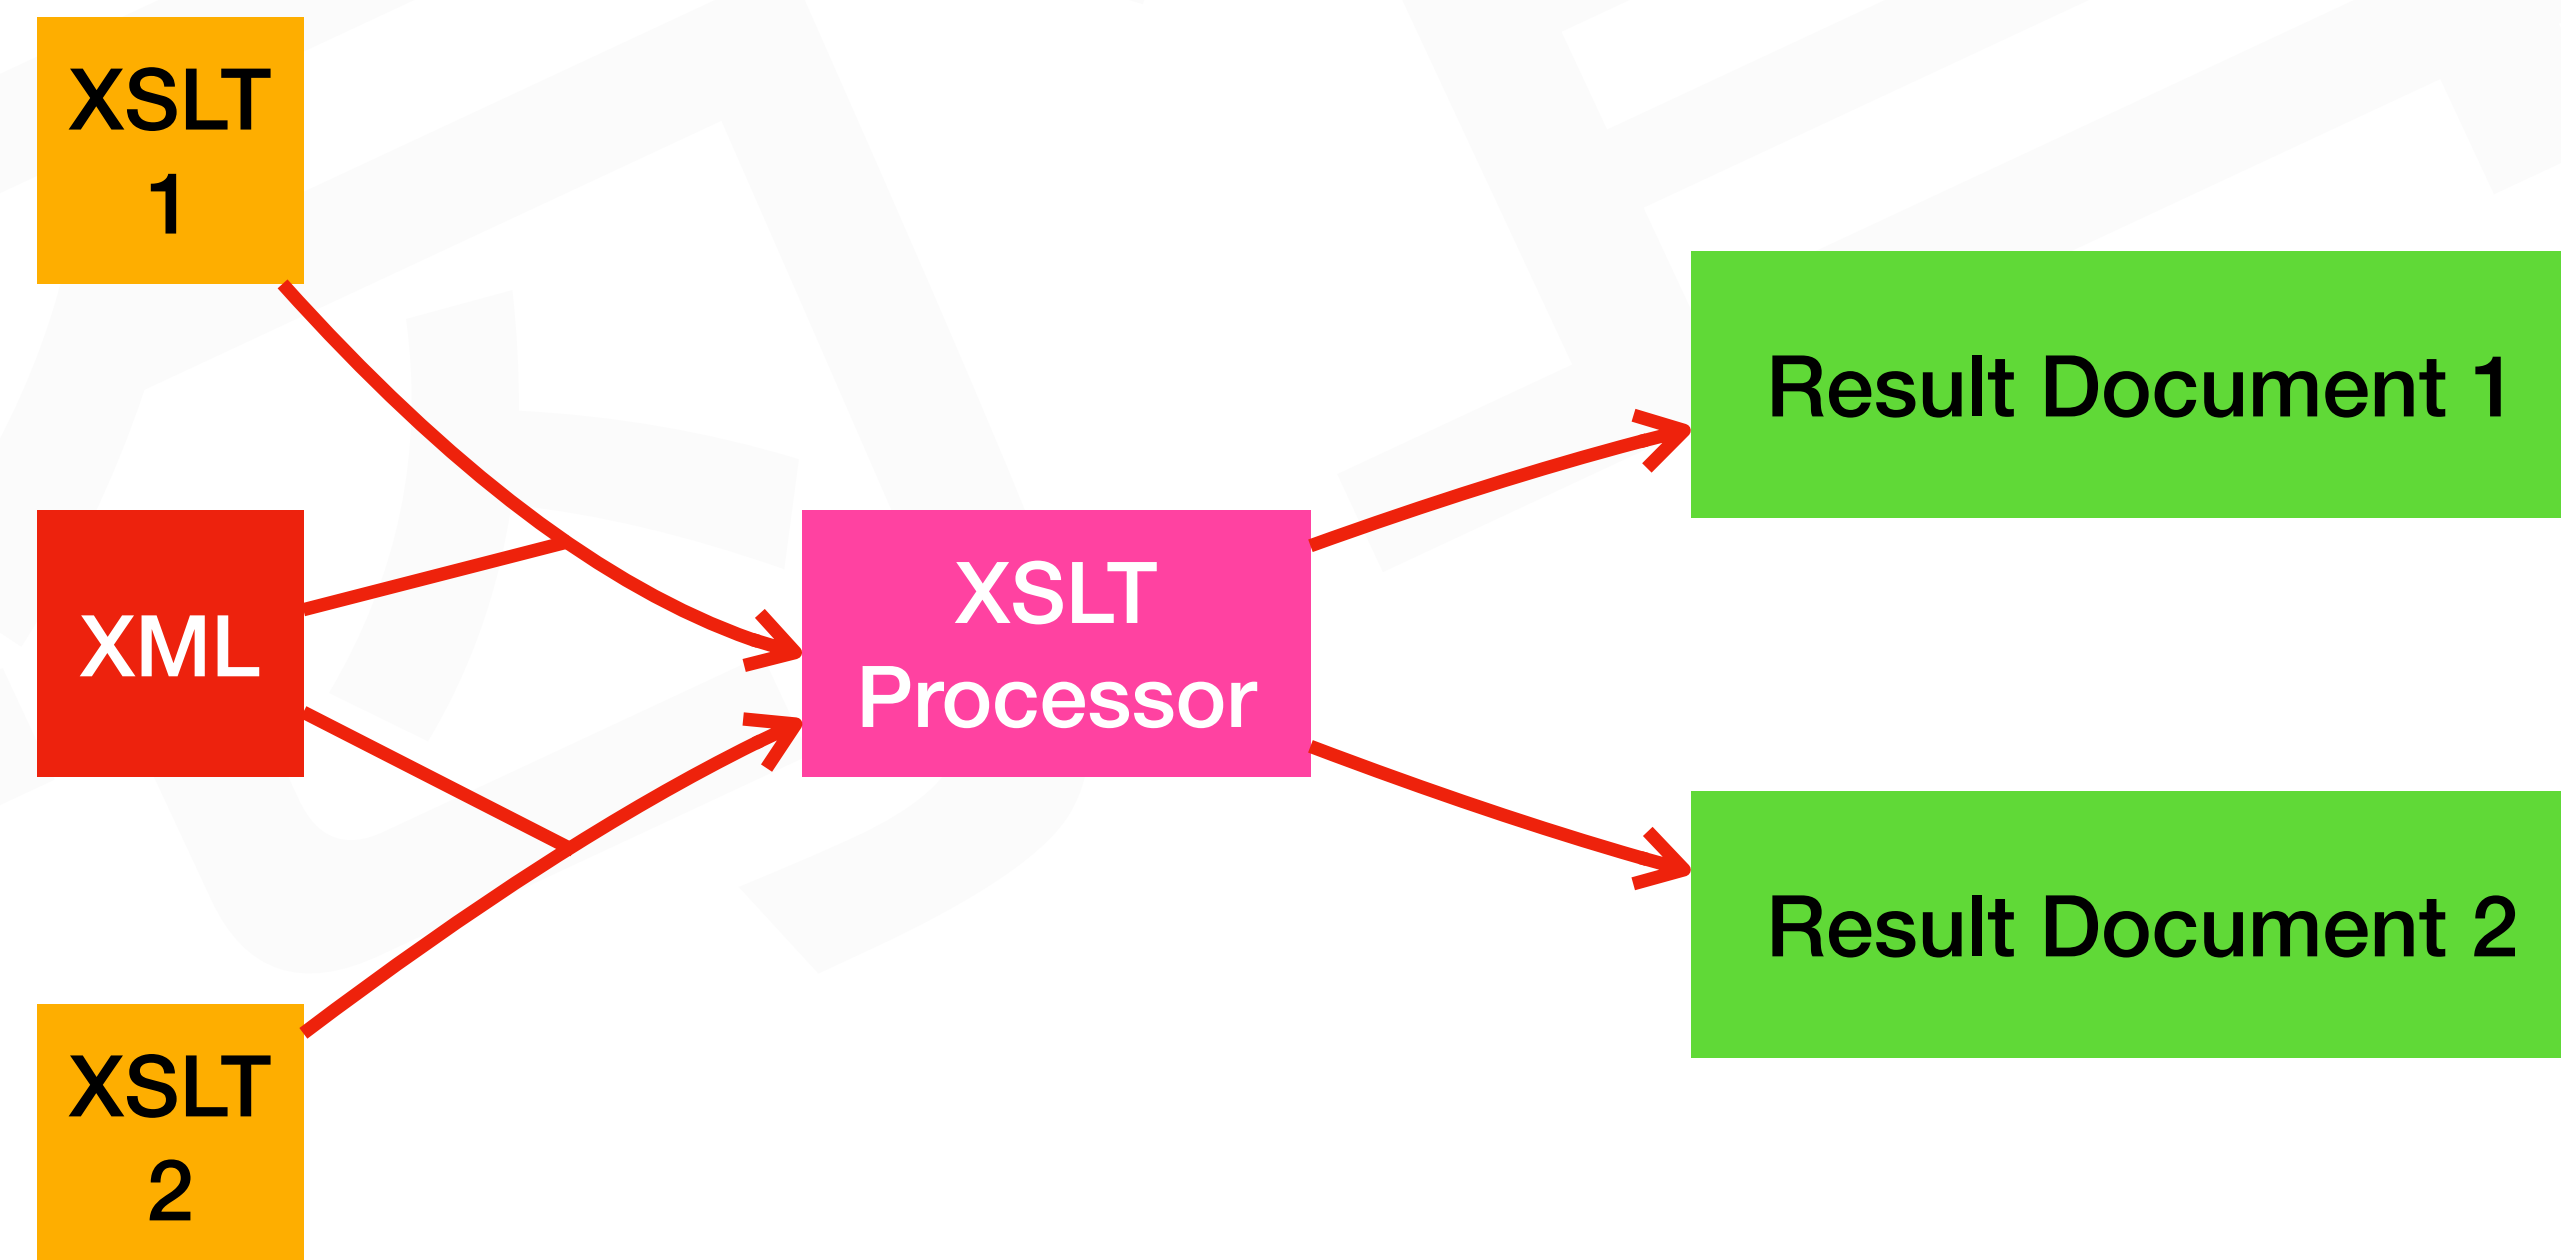 XSLT
1
XML
XSLT
2
XSLT
Processor
Result Document 1
Result Document 2